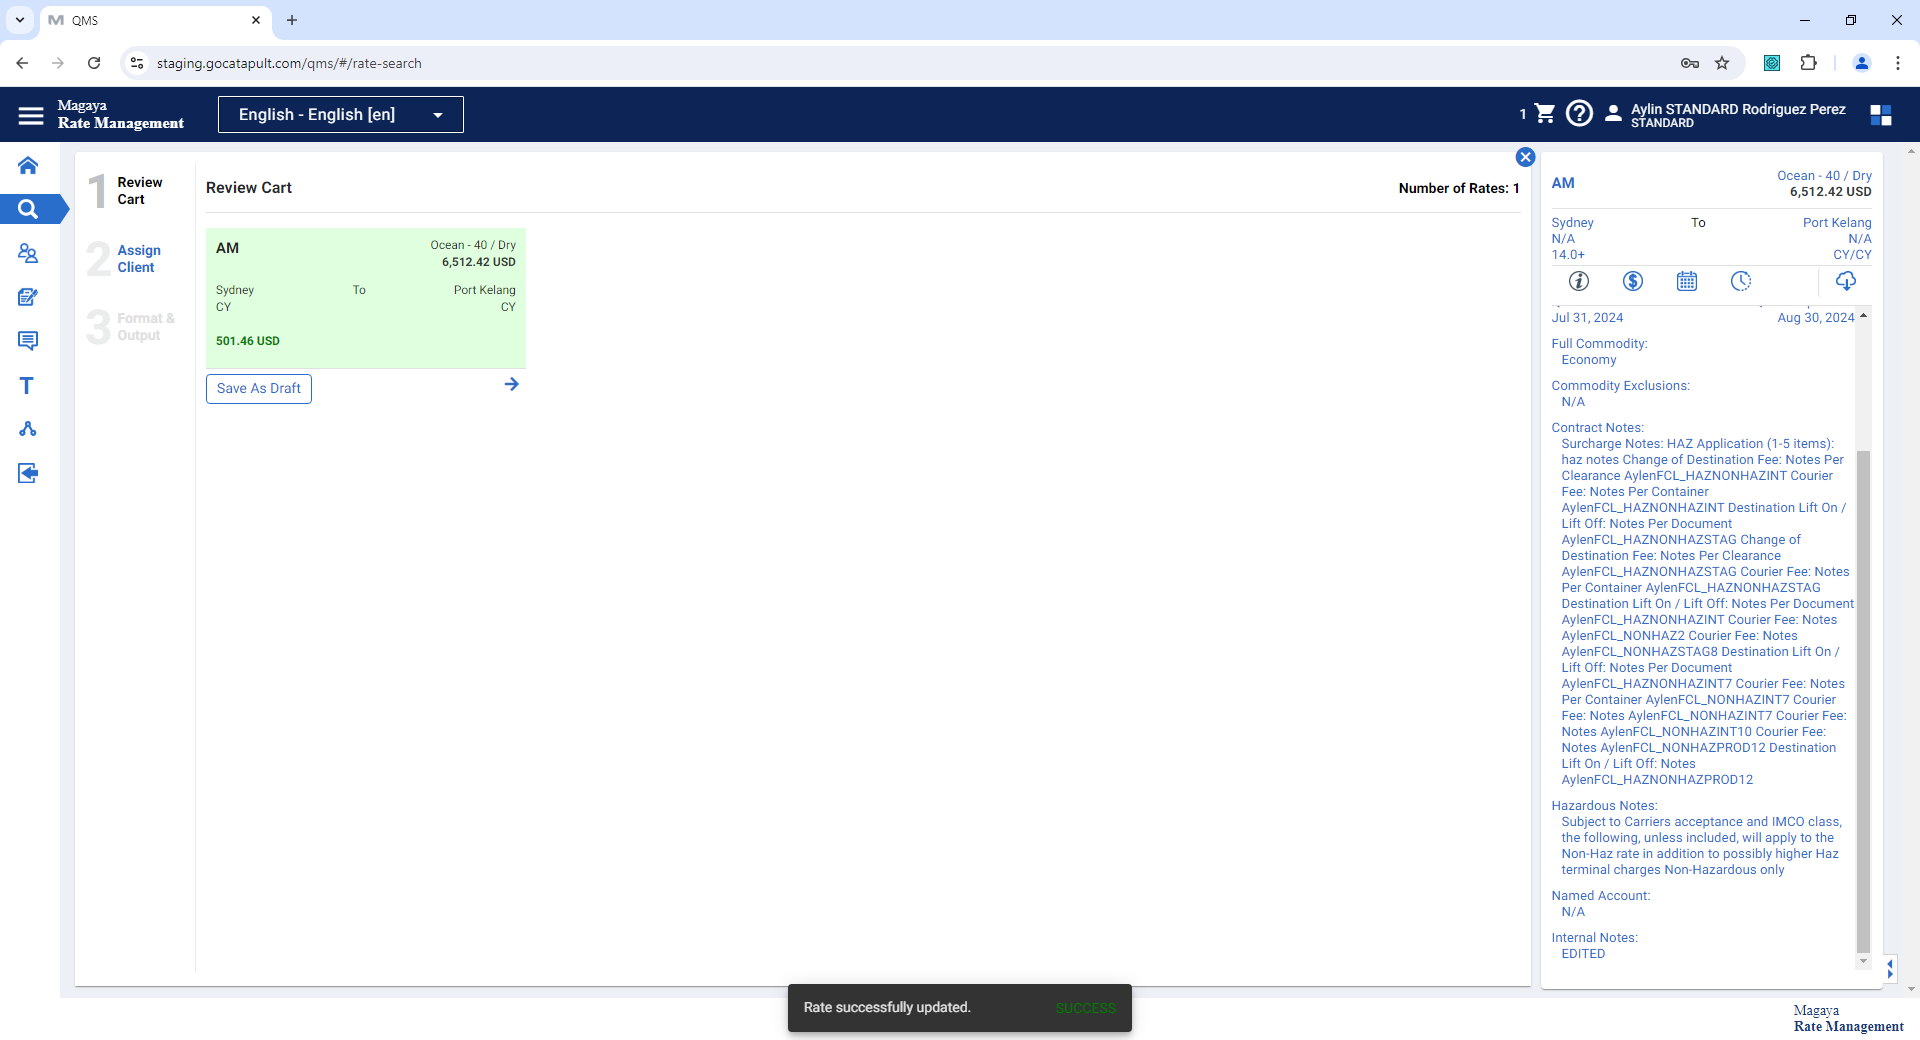 QMS
staging.gocatapult.com/qms/#/rate-search
Magaya
Rate Management
English - English [en]
1
Aylin STANDARD Rodriguez Perez
STANDARD
1
Review
Cart
2
Assign
Client
3
Format &
Output
T
Review Cart
Number of Rates: 1
AM
Ocean - 40 / Dry
6,512.42 USD
Sydney
To
Port Kelang
CY
CY
501.46 USD
Save As Draft
AM
Ocean - 40 / Dry
6,512.42 USD
Sydney
To
Port Kelang
N/A
N/A
14.0+
CY/CY
Jul 31, 2024
Aug 30, 2024
Full Commodity:
Economy
Commodity Exclusions:
N/A
Contract Notes:
Surcharge Notes: HAZ Application (1-5 items):
haz notes Change of Destination Fee: Notes Per
Clearance AylenFCL_HAZNONHAZINT Courier
Fee: Notes Per Container
AylenFCL_HAZNONHAZINT Destination Lift On /
Lift Off: Notes Per Document
AylenFCL_HAZNONHAZSTAG Change of
Destination Fee: Notes Per Clearance
AylenFCL_HAZNONHAZSTAG Courier Fee: Notes
Per Container AylenFCL_HAZNONHAZSTAG
Destination Lift On / Lift Off: Notes Per Document
AylenFCL_HAZNONHAZINT Courier Fee: Notes
AylenFCL_NONHAZ2 Courier Fee: Notes
AylenFCL_NONHAZSTAG8 Destination Lift On /
Lift Off: Notes Per Document
AylenFCL_HAZNONHAZINT7 Courier Fee: Notes
Per Container AylenFCL_NONHAZINT7 Courier
Fee: Notes AylenFCL_NONHAZINT7 Courier Fee:
Notes AylenFCL_NONHAZINT10 Courier Fee:
Notes AylenFCL_NONHAZPROD12 Destination
Lift On / Lift Off: Notes
AylenFCL_HAZNONHAZPROD12
Hazardous Notes:
Subject to Carriers acceptance and IMCO class,
the following, unless included, will apply to the
Non-Haz rate in addition to possibly higher Haz
terminal charges Non-Hazardous only
Named Account:
N/A
Internal Notes:
EDITED
Rate successfully updated.
SUCCESS
Magaya
Rate Management